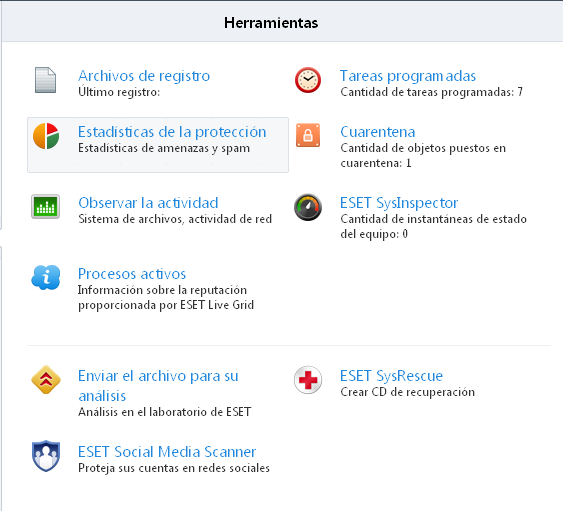 Herramientas
Archivos de registro
Último registro:
Tareas programadas
Cantidad de tareas programadas: 7
Estadísticas de la protección
Estadísticas de amenazas y spam
Cuarentena
Cantidad de objetos puestos en
cuarentena: 1
Observar la actividad
Sistema de archivos, actividad de red
ESET SysInspector
Cantidad de instantáneas de estado
del equipo: 0
Procesos activos
Información sobre la reputación
proporcionada por ESET Live Grid
Enviar el archivo para su
análisis
Análisis en el laboratorio de ESET
ESET SysRescue
Crear CD de recuperación
ESET Social Media Scanner
Proteja sus cuentas en redes sociales